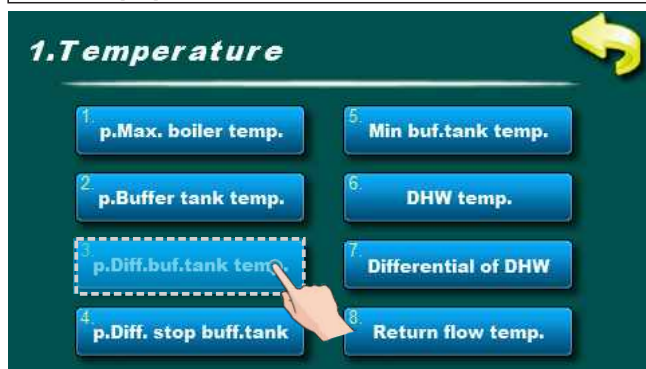 1.Temperature
1.
p.Max. boiler temp.
2.
p.Buffer tank temp.
3.
p.Diff.buf.tank temp.
4.
p.Diff. stop buff.tank
5.
Min buf.tank temp.
6.
DHW temp.
7.
Differential of DHW
8.
Return flow temp.